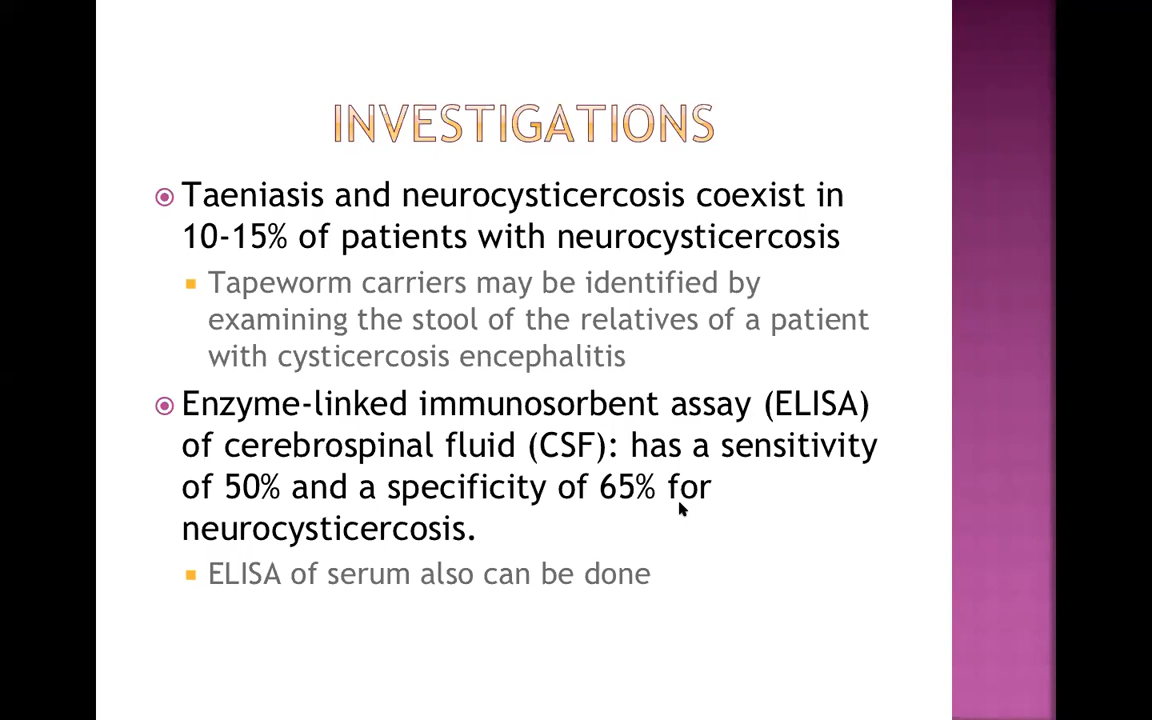 INVESTIGATIONS
Taeniasis and neurocysticercosis coexist in
10-15% of patients with neurocysticercosis
Tapeworm carriers may be identified by
examining the stool of the relatives of a patient
with cysticercosis encephalitis
Enzyme-linked immunosorbent assay (ELISA)
of cerebrospinal fluid (CSF): has a sensitivity
of 50% and a specificity of 65% for
neurocysticercosis.
ELISA of serum also can be done